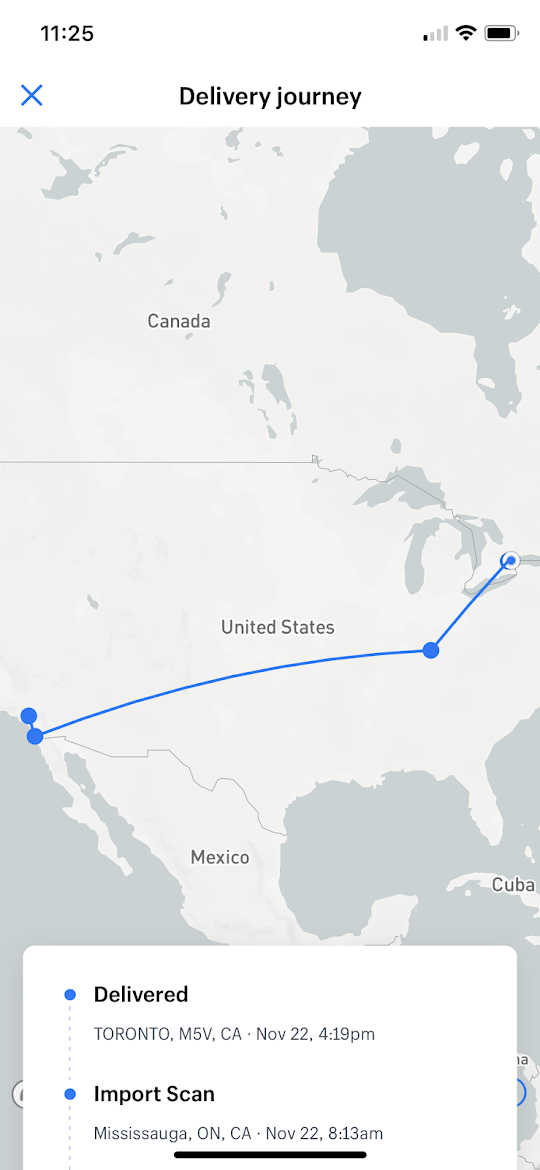 11:25
Delivery journey
Canada
United States
Mexico
Cuba
Delivered
TORONTO, M5V, CA · Nov 22, 4:19pm
Import Scan
Mississauga, ON, CA · Nov 22, 8:13am